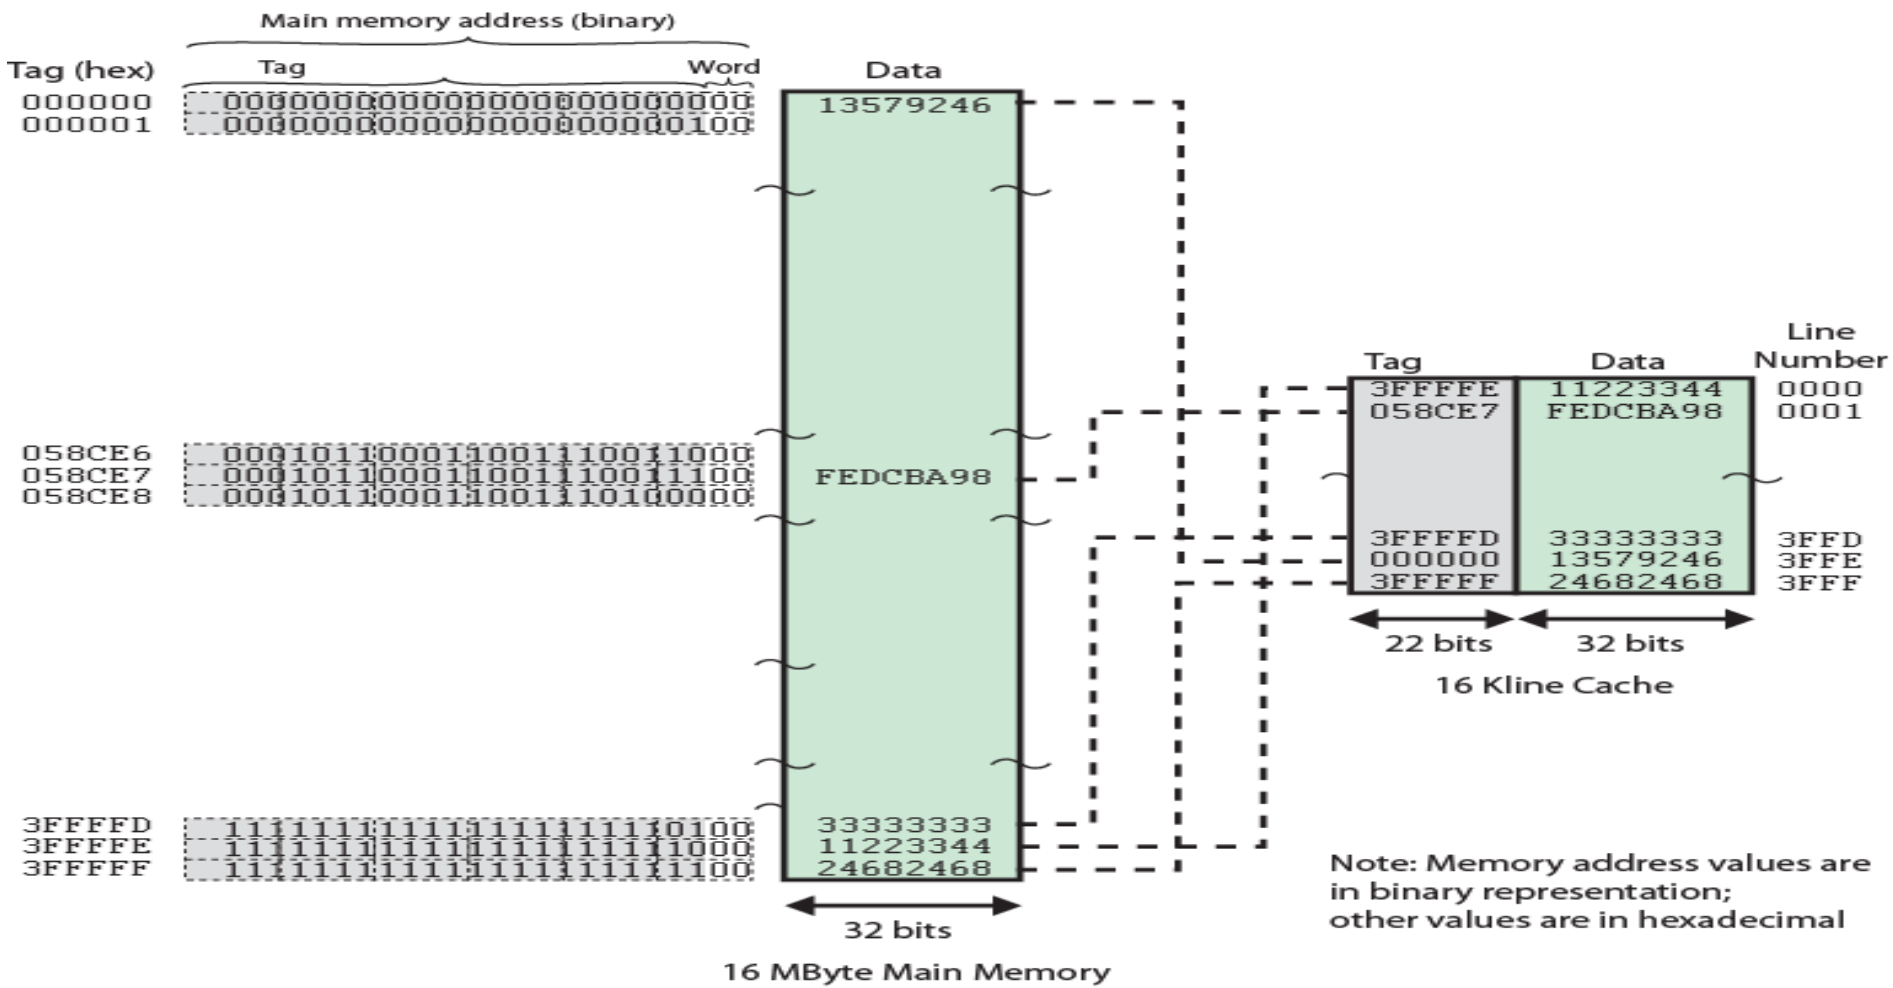 Main memory address (binary)
Tag (hex) Tag Word Data
000000 000000000000000000000000 13579246
000001 000000000000000000000100
058CE6 000101100011001110011000
058CE7 000101100011001110011100 FEDCBA98
058CE8 000101100011001110100000
3FFFFD 111111111111111111110100 33333333
3FFFFE 111111111111111111111000 11223344
3FFFFF 111111111111111111111100 24682468
32 bits
16 MByte Main Memory
Line
Tag Data Number
3FFFFE 11223344 0000
058CE7 FEDCBA98 0001
3FFFFD 33333333 3FFD
000000 13579246 3FFE
3FFFFF 24682468 3FFF
22 bits 32 bits
16 Kline Cache
Note: Memory address values are
in binary representation;
other values are in hexadecimal